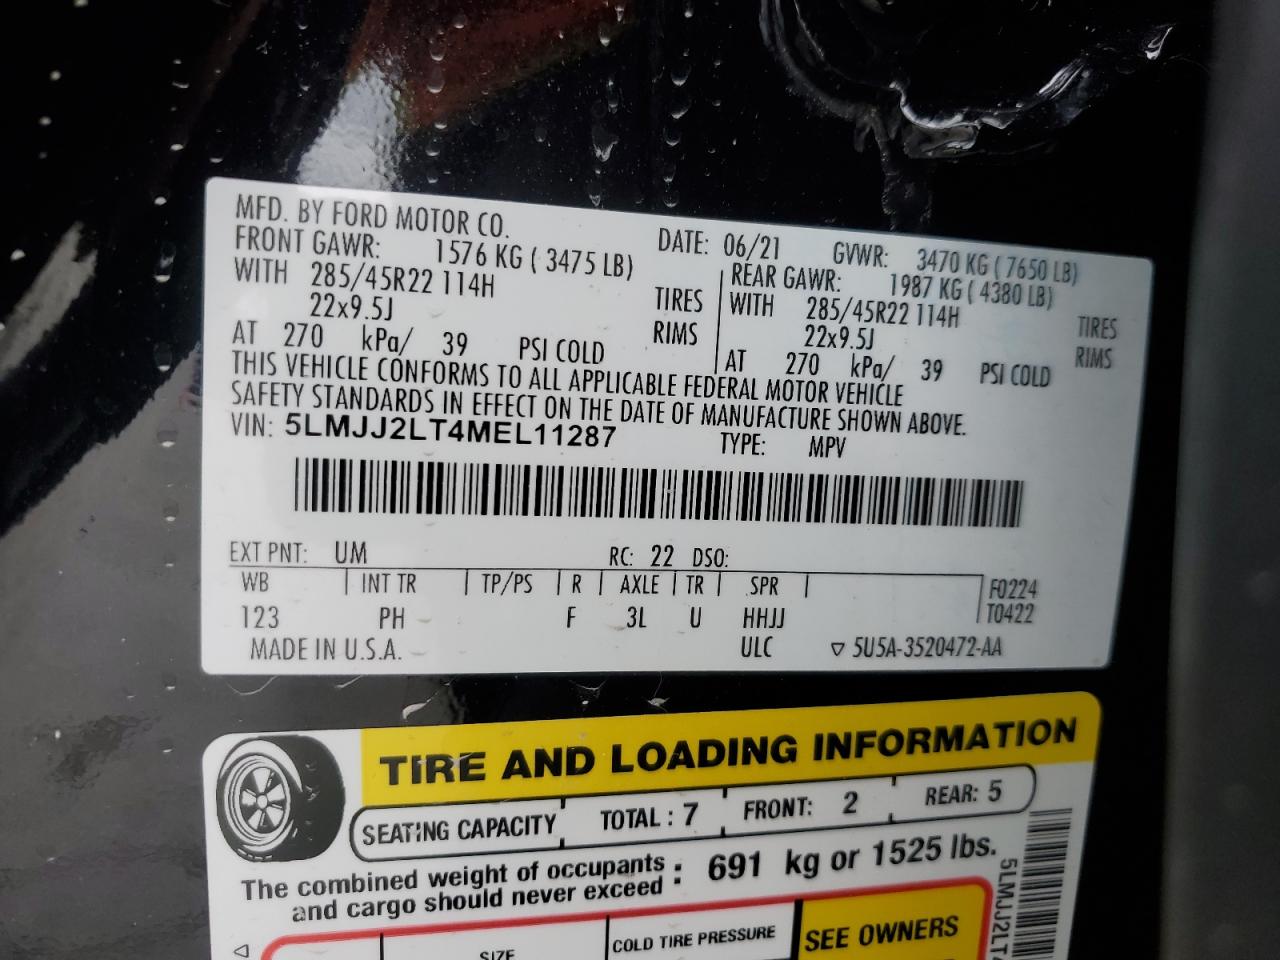 MFD. BY FORD MOTOR CO.
DATE: 06/21 GVWR: 3470 KG ( 7650 LB)
FRONT GAWR: 1576 KG ( 3475 LB)
REAR GAWR: 1987 KG ( 4380 LB)
WITH 285/45R22 114H TIRES
WITH 285/45R22 114H TIRES
22x9.5J RIMS
22x9.5J RIMS
AT 270 kPa/ 39 PSI COLD
AT 270 kPa/ 39 PSI COLD
THIS VEHICLE CONFORMS TO ALL APPLICABLE FEDERAL MOTOR VEHICLE
SAFETY STANDARDS IN EFFECT ON THE DATE OF MANUFACTURE SHOWN ABOVE.
VIN: 5LMJJ2LT4MEL11287 TYPE: MPV
EXT PNT: UM RC: 22 DSO:
WB INT TR TP/PS R AXLE TR SPR F0224
123 PH F 3L U HHJJ T0422
MADE IN U.S.A. ULC ▽ 5U5A-3520472-AA
TIRE AND LOADING INFORMATION
SEATING CAPACITY TOTAL : 7 FRONT: 2 REAR: 5
The combined weight of occupants
and cargo should never exceed : 691 kg or 1525 lbs.
SIZE COLD TIRE PRESSURE SEE OWNERS
5LMJJ2LT4